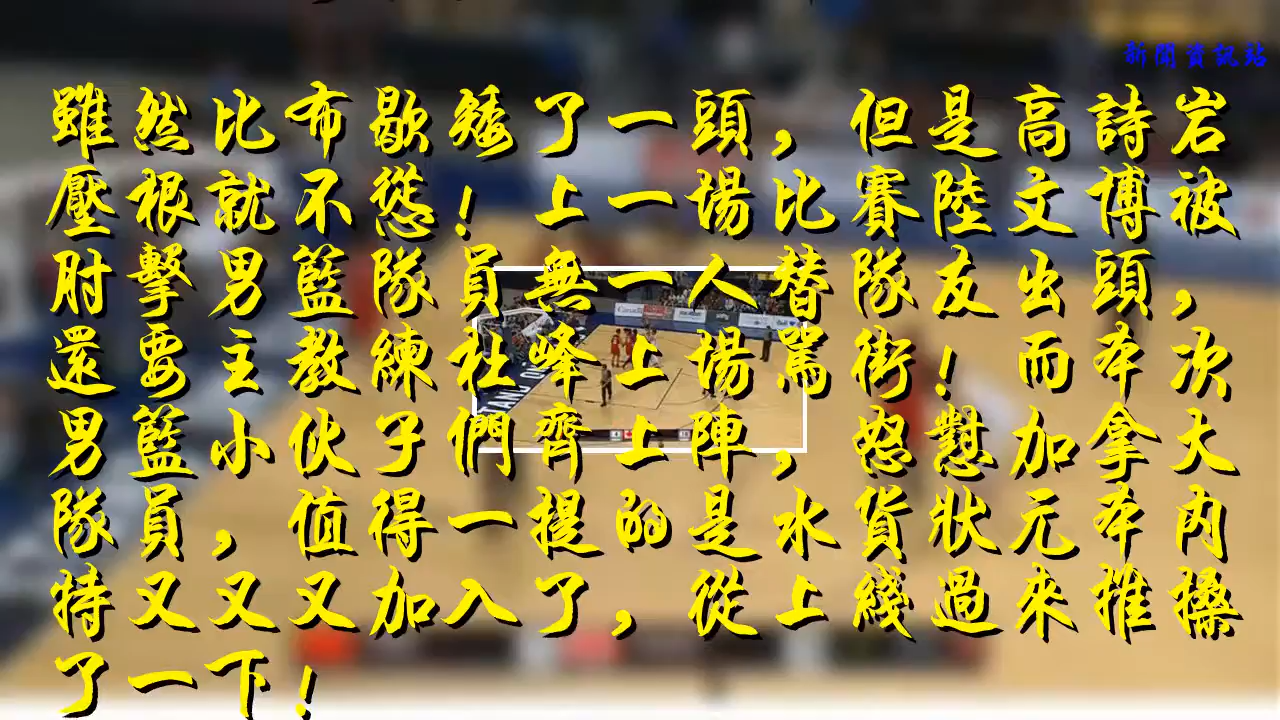 新聞資訊站
雖然比布歇矮了一頭，但是高詩岩
壓根就不慫！上一場比賽陸文博被
肘擊男籃隊員無一人替隊友出頭，
還要主教練杜峰上場罵街！而本次
男籃小伙子們齊上陣，怒懟加拿大
隊員，值得一提的是水貨狀元本內
特又又又加入了，從上綫過來推搡
了一下！